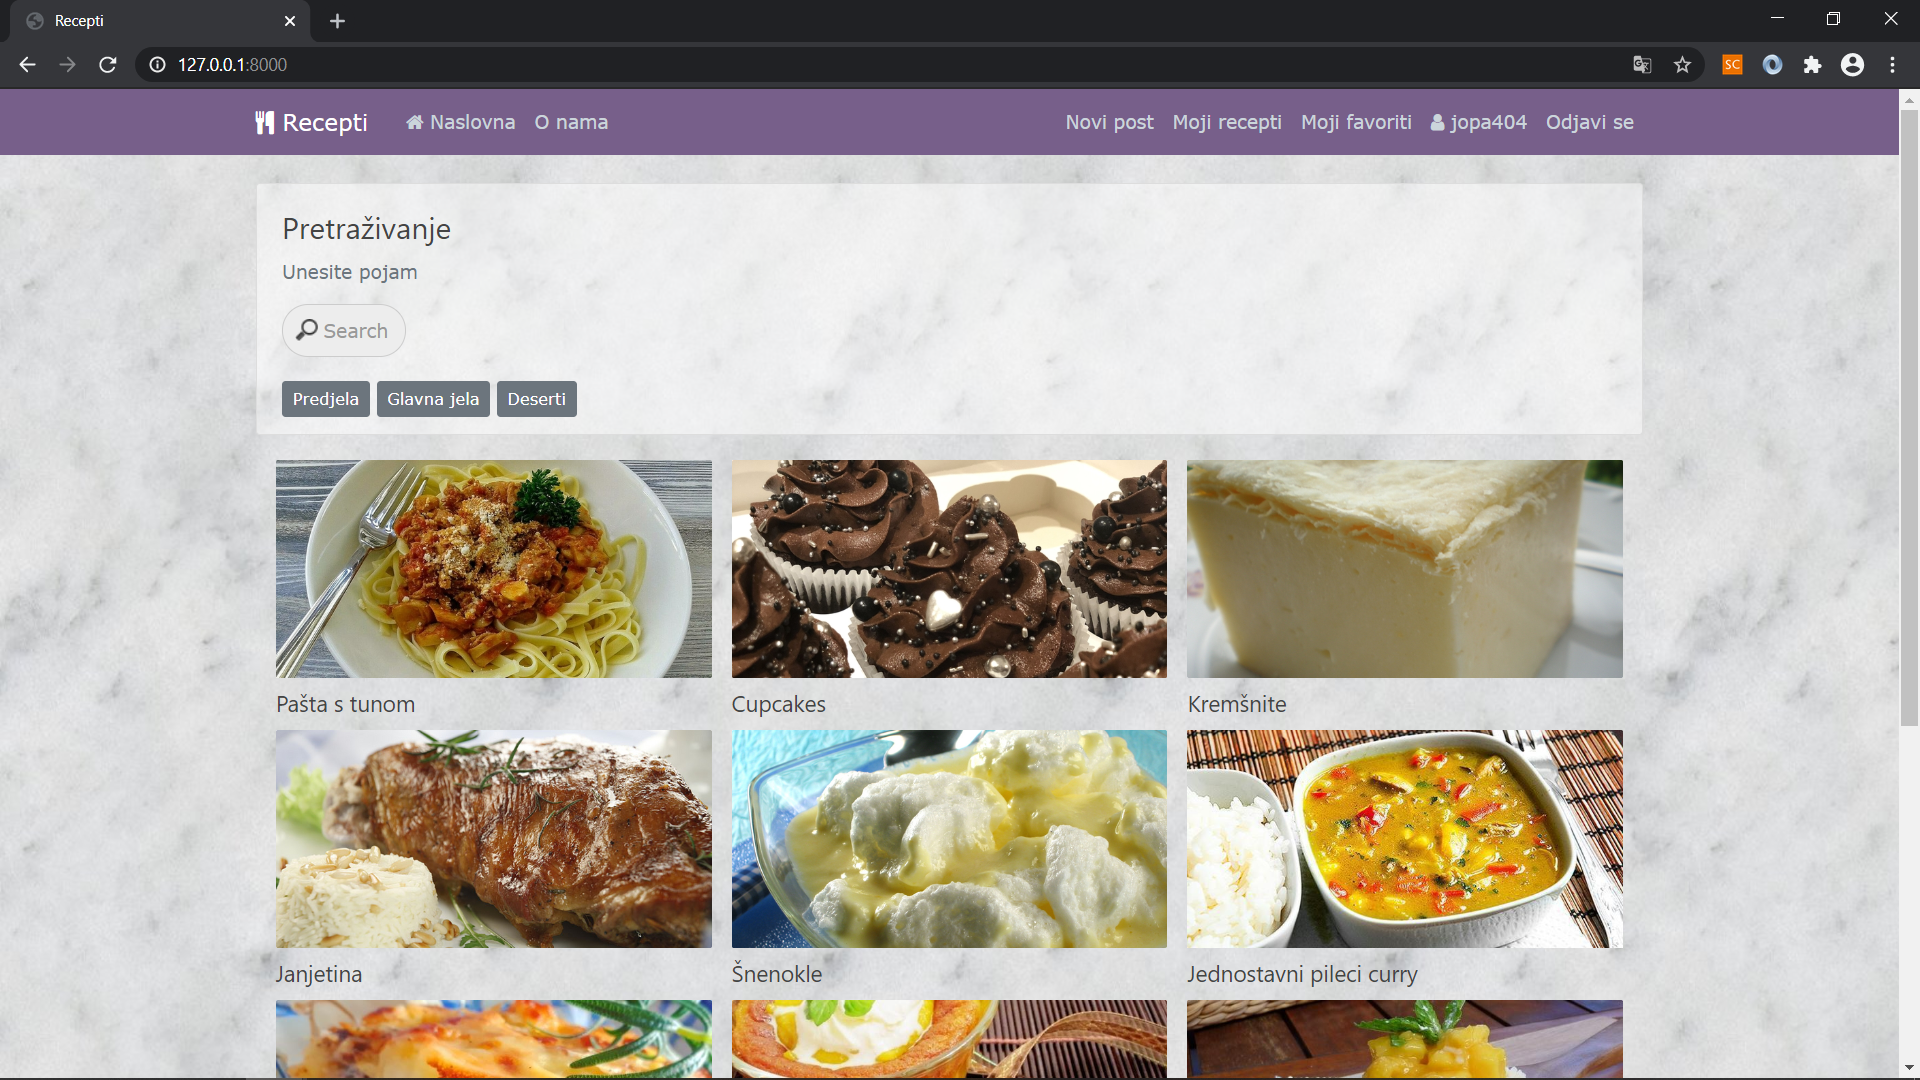 Recepti
127.0.0.1:8000
SC
Recepti Naslovna O nama Novi post Moji recepti Moji favoriti jopa404 Odjavi se
Pretraživanje
Unesite pojam
Search
Predjela Glavna jela Deserti
Pašta s tunom Cupcakes Kremšnite
Janjetina Šnenokle Jednostavni pileci curry